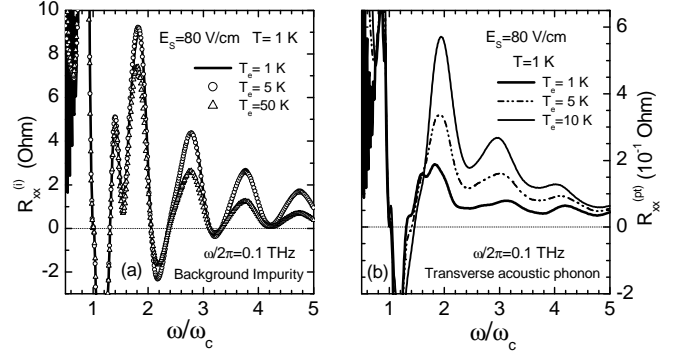 10
8
6
4
2
0
-2
R_xx^(i) (Ohm)
E_S=80 V/cm T= 1 K
T_e= 1 K
T_e= 5 K
T_e= 50 K
ω/2π=0.1 THz
(a) Background Impurity
1 2 3 4 5
ω/ω_c
E_S=80 V/cm
T=1 K
T_e= 1 K
T_e= 5 K
T_e=10 K
ω/2π=0.1 THz
(b) Transverse acoustic phonon
1 2 3 4 5
ω/ω_c
6
4
2
0
-2
R_xx^(pt) (10^-1 Ohm)